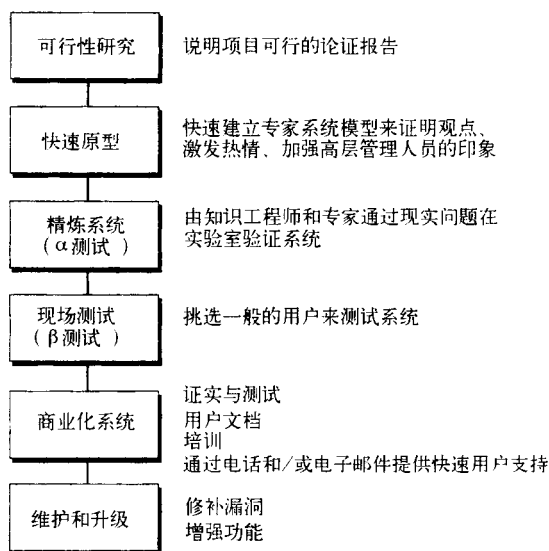 可行性研究
说明项目可行的论证报告
快速原型
快速建立专家系统模型来证明观点、
激发热情、加强高层管理人员的印象
精炼系统
(α测试)
由知识工程师和专家通过现实问题在
实验室验证系统
现场测试
(β测试)
挑选一般的用户来测试系统
商业化系统
证实与测试
用户文档
培训
通过电话和/或电子邮件提供快速用户支持
维护和升级
修补漏洞
增强功能